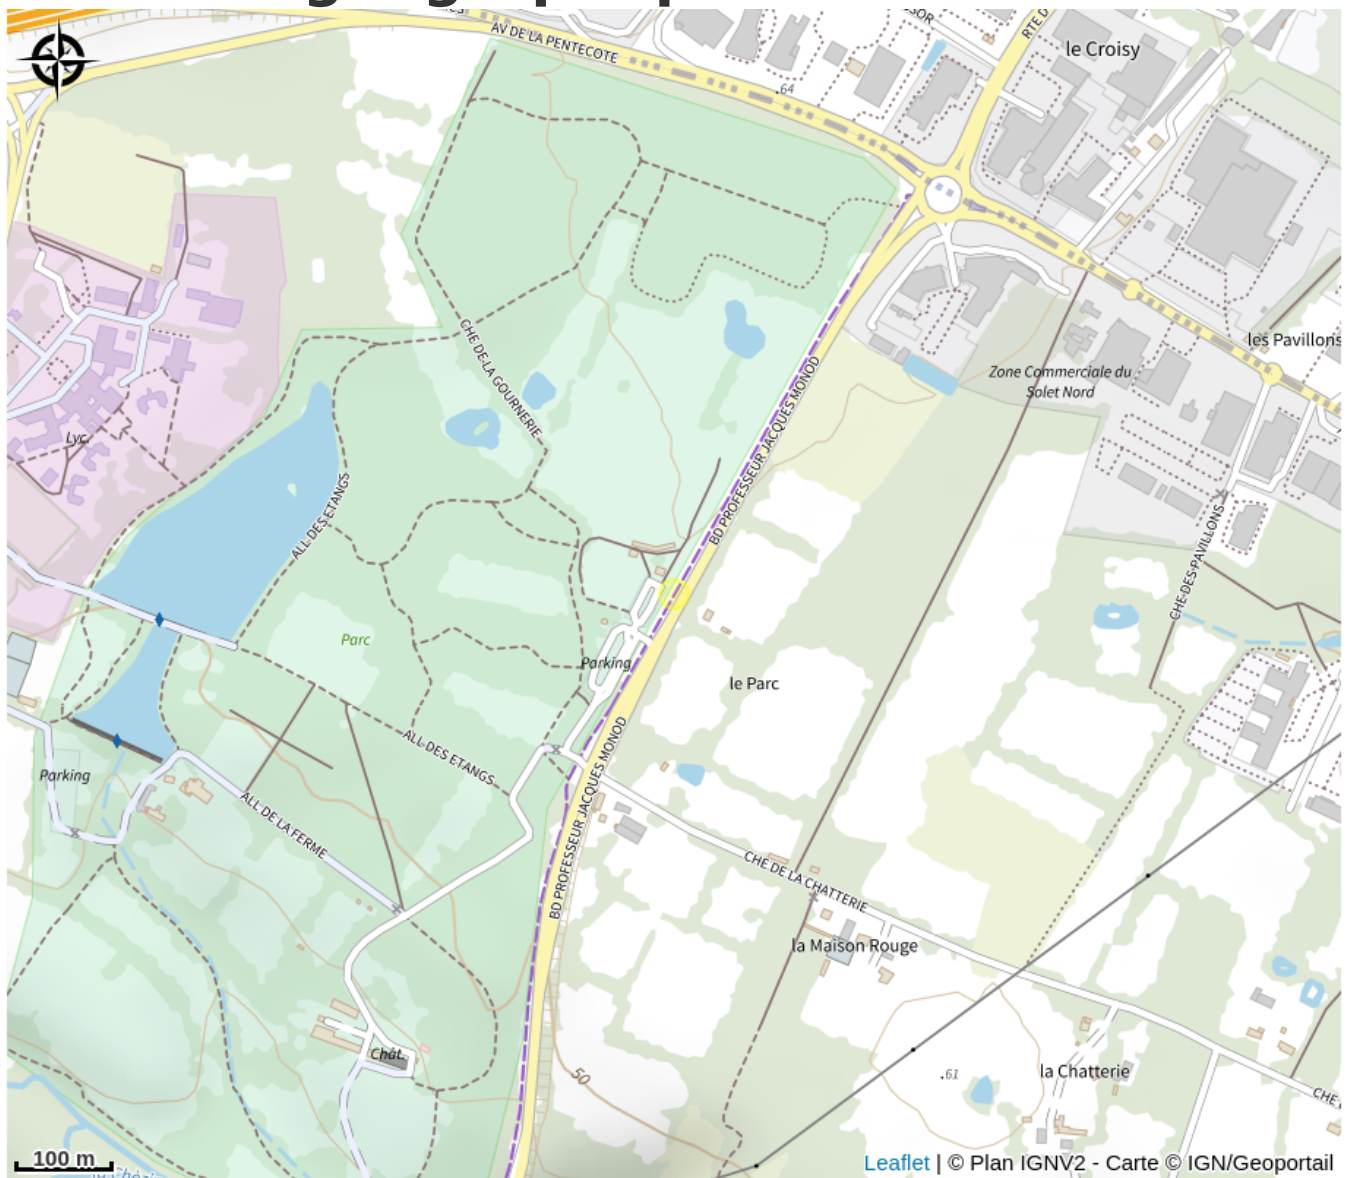 AV DE LA PENTECOTE
le Croisy
RTE D
.64
les Pavillons
Zone Commerciale du
Solet Nord
CHE DE LA GOURNERIE
BD PROFESSEUR JACQUES MONOD
Lyc.
ALL DES ETANGS
CHE DES PAVILLONS
Parc
Parking
le Parc
ALL DES ETANGS
BD PROFESSEUR JACQUES MONOD
Parking
ALL DE LA FERME
CHE DE LA CHATTERIE
la Maison Rouge
Chât.
50
.61
la Chatterie
CHE
100 m
Leaflet | © Plan IGNV2 - Carte © IGN/Geoportail